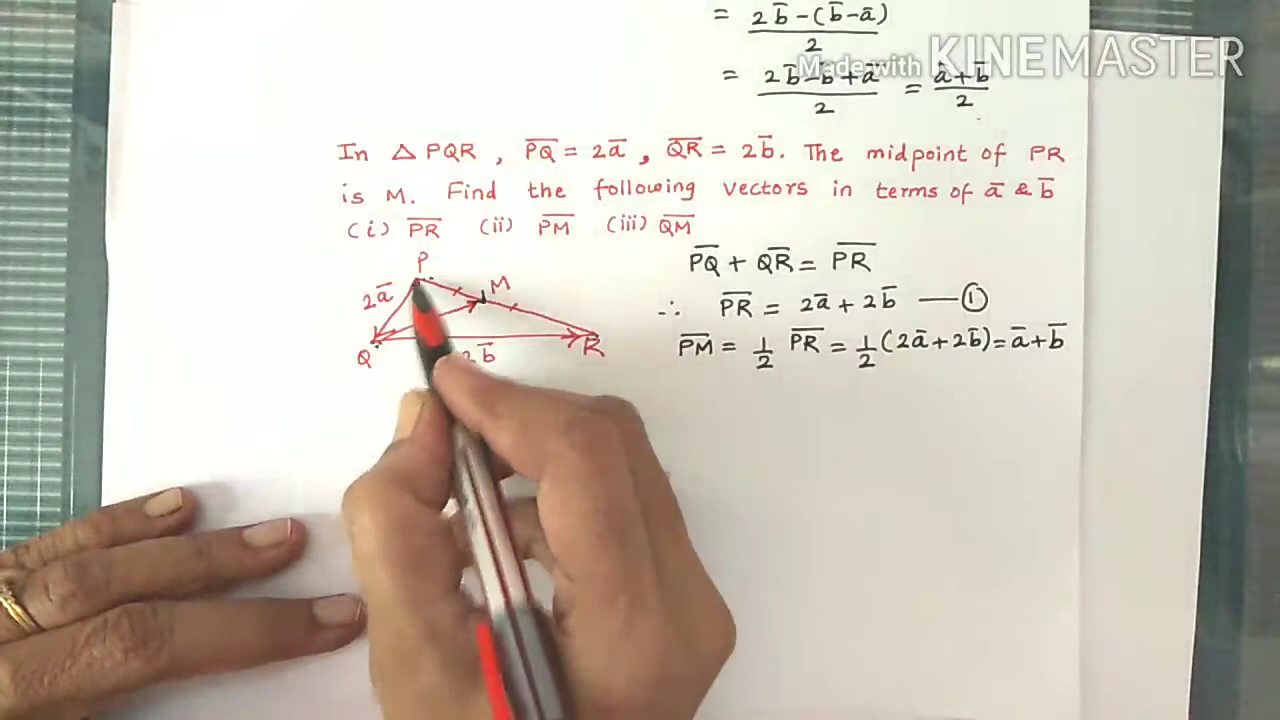 = 2b̄ - (b̄ - ā) / 2
Made with KINEMASTER
= 2b̄ - b̄ + ā / 2 = ā + b̄ / 2
In △ PQR , P̅Q̅ = 2ā , Q̅R̅ = 2b̄. The midpoint of PR
is M. Find the following vectors in terms of ā & b̄
(i) P̅R̅ (ii) P̅M̅ (iii) Q̅M̅
P̅Q̅ + Q̅R̅ = P̅R̅
∴ P̅R̅ = 2ā + 2b̄ — ①
P̅M̅ = 1/2 P̅R̅ = 1/2 (2ā + 2b̄) = ā + b̄
P
M
2ā
Q
2b̄
R